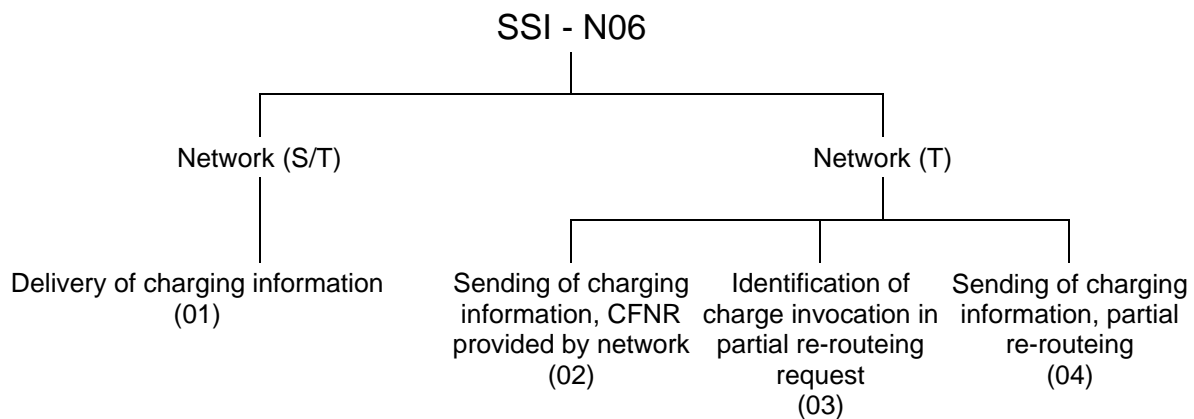 SSI - N06
Network (S/T)
Network (T)
Delivery of charging information
(01)
Sending of charging
information, CFNR
provided by network
(02)
Identification of
charge invocation in
partial re-routeing
request
(03)
Sending of charging
information, partial
re-routeing
(04)